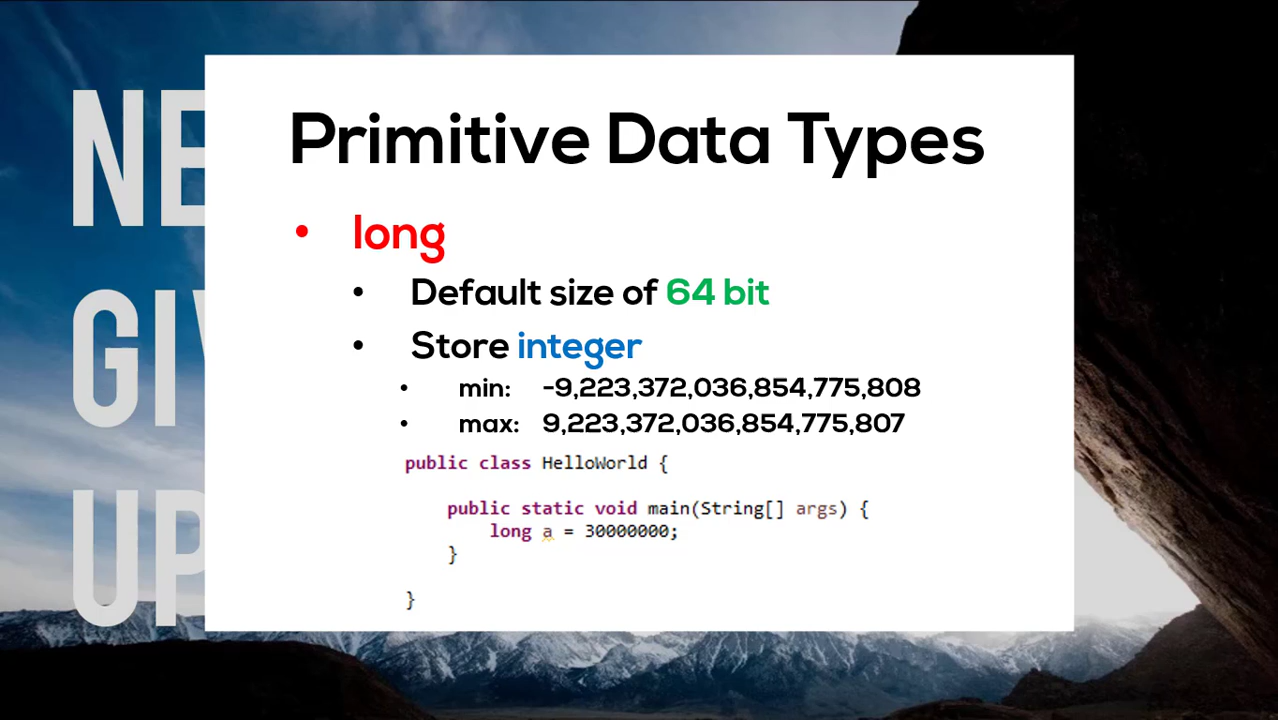 NE
GIV
UP
Primitive Data Types
• long
• Default size of 64 bit
• Store integer
• min: -9,223,372,036,854,775,808
• max: 9,223,372,036,854,775,807
public class HelloWorld {
public static void main(String[] args) {
long a = 30000000;
}
}